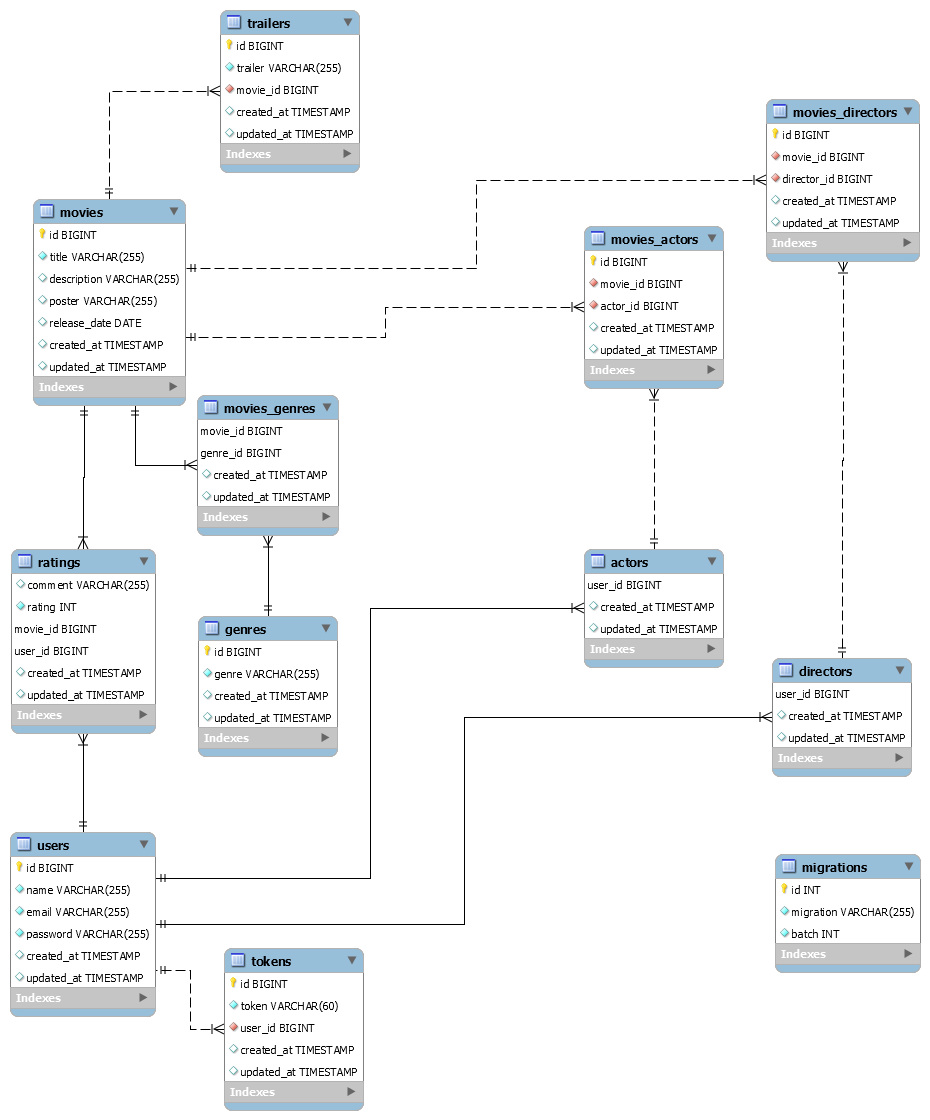 trailers
id BIGINT
trailer VARCHAR(255)
movie_id BIGINT
created_at TIMESTAMP
updated_at TIMESTAMP
Indexes
movies_directors
id BIGINT
movie_id BIGINT
director_id BIGINT
created_at TIMESTAMP
updated_at TIMESTAMP
Indexes
movies
id BIGINT
title VARCHAR(255)
description VARCHAR(255)
poster VARCHAR(255)
release_date DATE
created_at TIMESTAMP
updated_at TIMESTAMP
Indexes
movies_actors
id BIGINT
movie_id BIGINT
actor_id BIGINT
created_at TIMESTAMP
updated_at TIMESTAMP
Indexes
movies_genres
movie_id BIGINT
genre_id BIGINT
created_at TIMESTAMP
updated_at TIMESTAMP
Indexes
ratings
comment VARCHAR(255)
rating INT
movie_id BIGINT
user_id BIGINT
created_at TIMESTAMP
updated_at TIMESTAMP
Indexes
genres
id BIGINT
genre VARCHAR(255)
created_at TIMESTAMP
updated_at TIMESTAMP
Indexes
actors
user_id BIGINT
created_at TIMESTAMP
updated_at TIMESTAMP
Indexes
directors
user_id BIGINT
created_at TIMESTAMP
updated_at TIMESTAMP
Indexes
users
id BIGINT
name VARCHAR(255)
email VARCHAR(255)
password VARCHAR(255)
created_at TIMESTAMP
updated_at TIMESTAMP
Indexes
migrations
id INT
migration VARCHAR(255)
batch INT
Indexes
tokens
id BIGINT
token VARCHAR(60)
user_id BIGINT
created_at TIMESTAMP
updated_at TIMESTAMP
Indexes